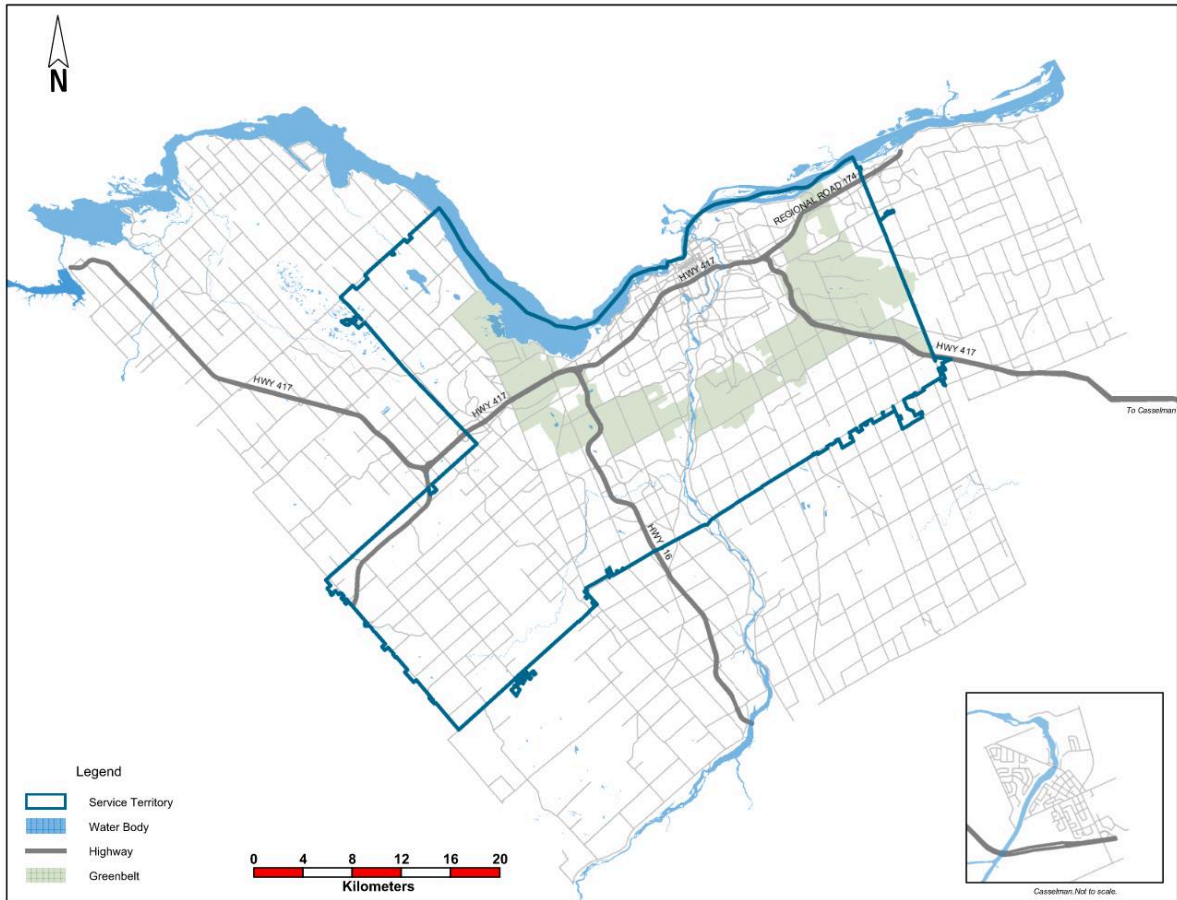 N
REGIONAL ROAD 174
HWY 417
HWY 417
HWY 417
HWY 417
To Casselman
HWY 16
Legend
Service Territory
Water Body
Highway
Greenbelt
0 4 8 12 16 20
Kilometers
Casselman.Not to scale.